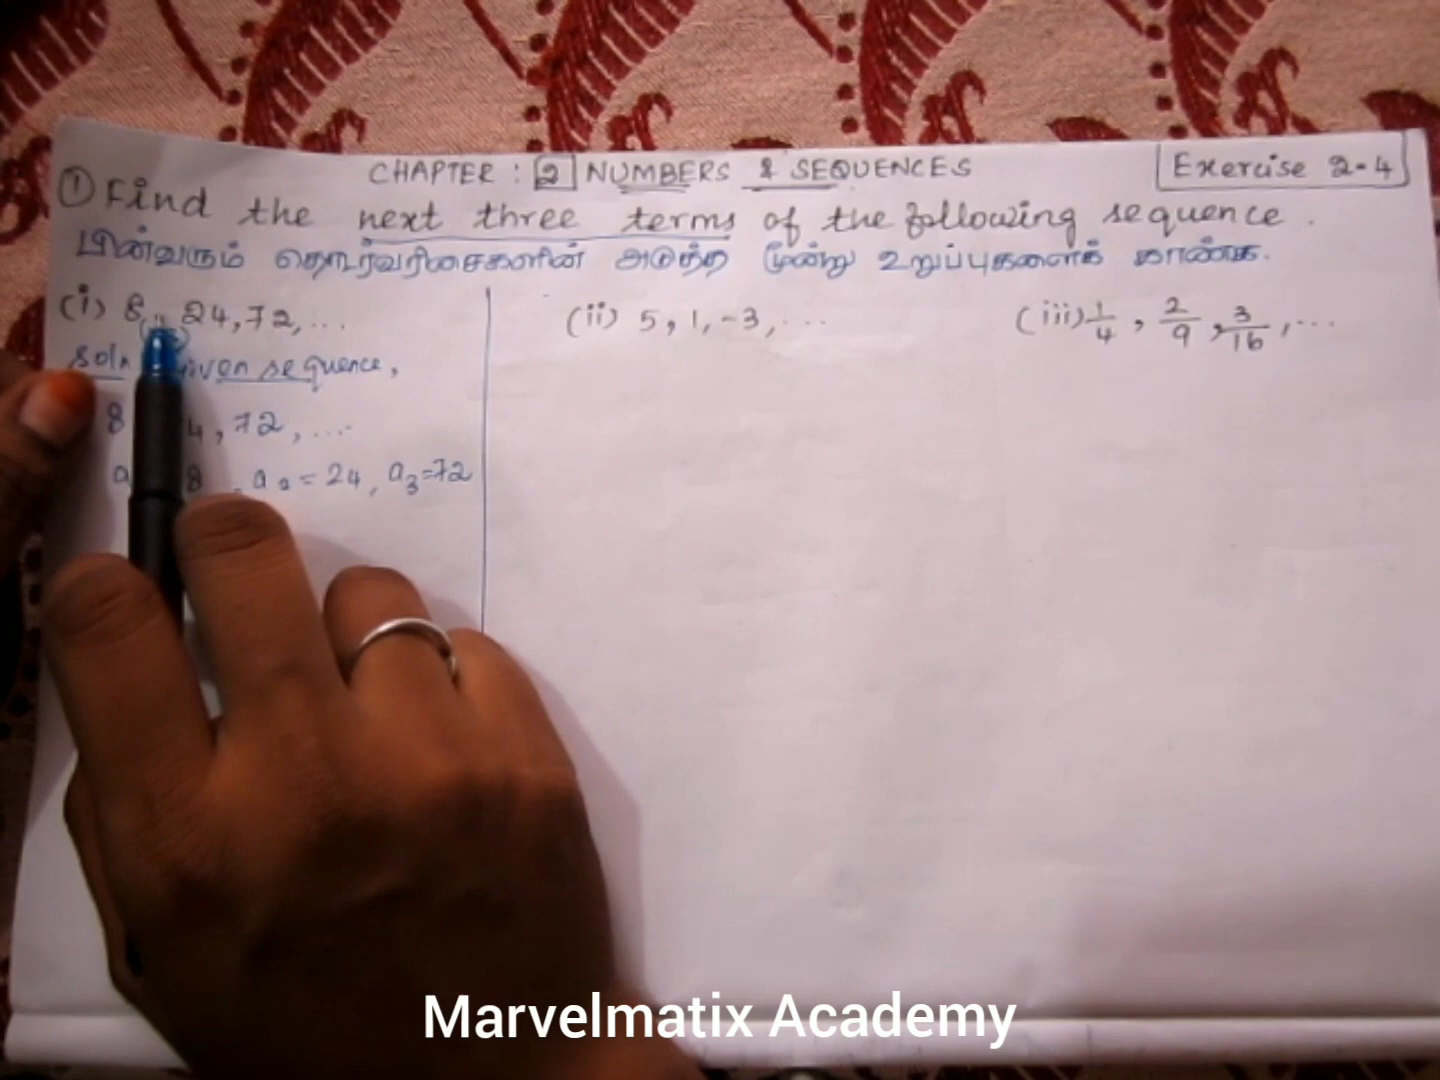 CHAPTER : 2 NUMBERS & SEQUENCES
Exercise 2-4
① Find the next three terms of the following sequence.
பின்வரும் தொடர்வரிசைகளின் அடுத்த மூன்று உறுப்புகளைக் காண்க.
(i) 8, 24, 72, ...
(ii) 5, 1, -3, ...
(iii) 1/4, 2/9, 3/16, ...
Soln given sequence,
8 4, 72, ....
a 8, a₂ = 24, a₃=72
Marvelmatix Academy